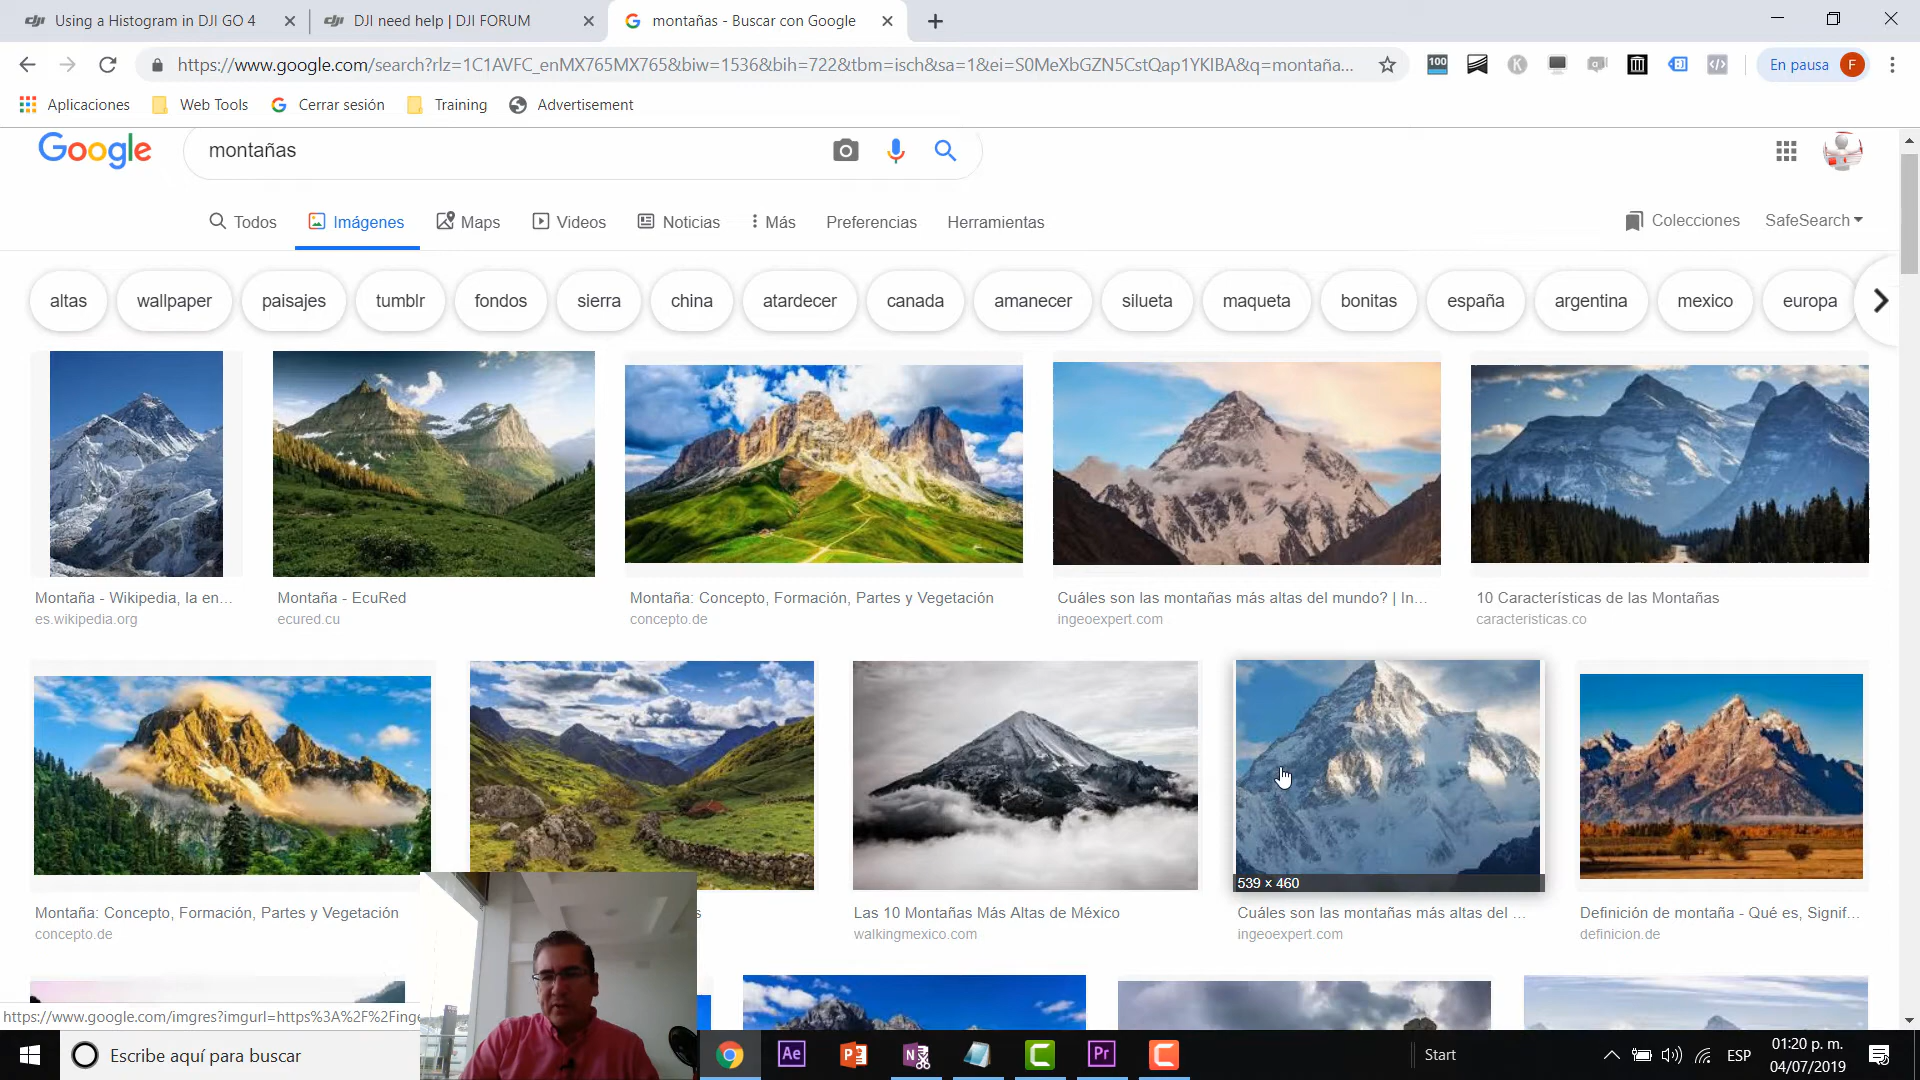 Using a Histogram in DJI GO 4
DJI need help | DJI FORUM
montañas - Buscar con Google
https://www.google.com/search?rlz=1C1AVFC_enMX765MX765&biw=1536&bih=722&tbm=isch&sa=1&ei=S0MeXbGZN5CstQap1YKIBA&q=montaña...
100
En pausa
F
Aplicaciones
Web Tools
Cerrar sesión
Training
Advertisement
Google
montañas
Todos
Imágenes
Maps
Videos
Noticias
Más
Preferencias
Herramientas
Colecciones
SafeSearch
altas
wallpaper
paisajes
tumblr
fondos
sierra
china
atardecer
canada
amanecer
silueta
maqueta
bonitas
españa
argentina
mexico
europa
Montaña - Wikipedia, la en...
es.wikipedia.org
Montaña - EcuRed
ecured.cu
Montaña: Concepto, Formación, Partes y Vegetación
concepto.de
Cuáles son las montañas más altas del mundo? | In...
ingeoexpert.com
10 Características de las Montañas
caracteristicas.co
539 × 460
Montaña: Concepto, Formación, Partes y Vegetación
concepto.de
s
Las 10 Montañas Más Altas de México
walkingmexico.com
Cuáles son las montañas más altas del ...
ingeoexpert.com
Definición de montaña - Qué es, Signif...
definicion.de
https://www.google.com/imgres?imgurl=https%3A%2F%2Finge
Escribe aquí para buscar
Ae
P
N
C
Pr
C
Start
ESP
01:20 p. m.
04/07/2019